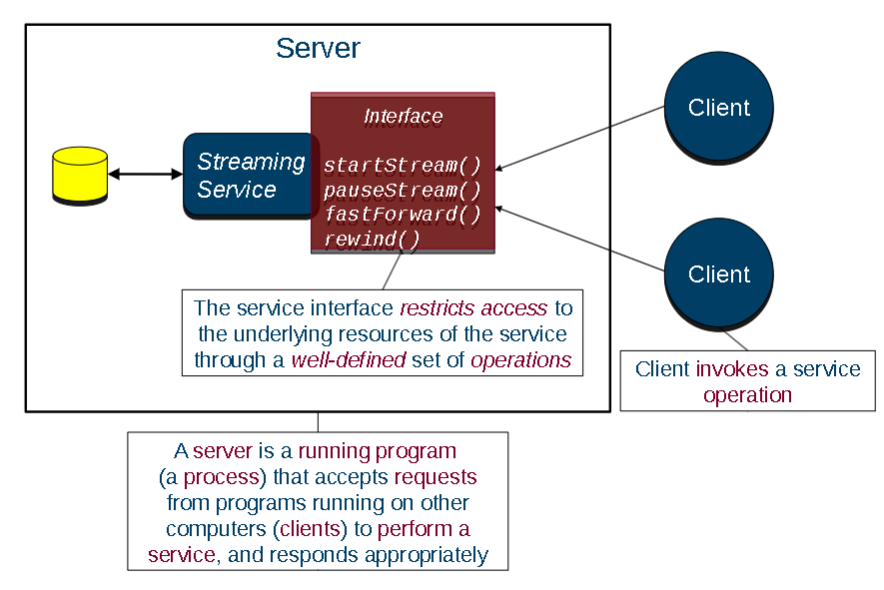 Server
Interface
Streaming
Service
startStream()
pauseStream()
fastForward()
rewind()
Client
Client
The service interface restricts access to
the underlying resources of the service
through a well-defined set of operations
Client invokes a service
operation
A server is a running program
(a process) that accepts requests
from programs running on other
computers (clients) to perform a
service, and responds appropriately